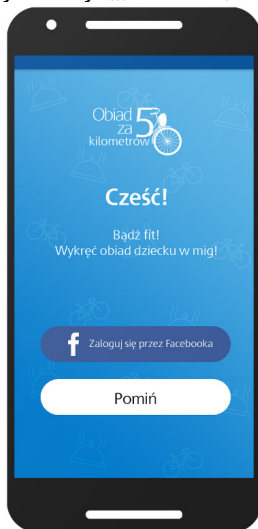 Obiad 5
za
kilometrów
Cześć!
Bądź fit!
Wykręć obiad dziecku w mig!
f Zaloguj się przez Facebooka
Pomiń